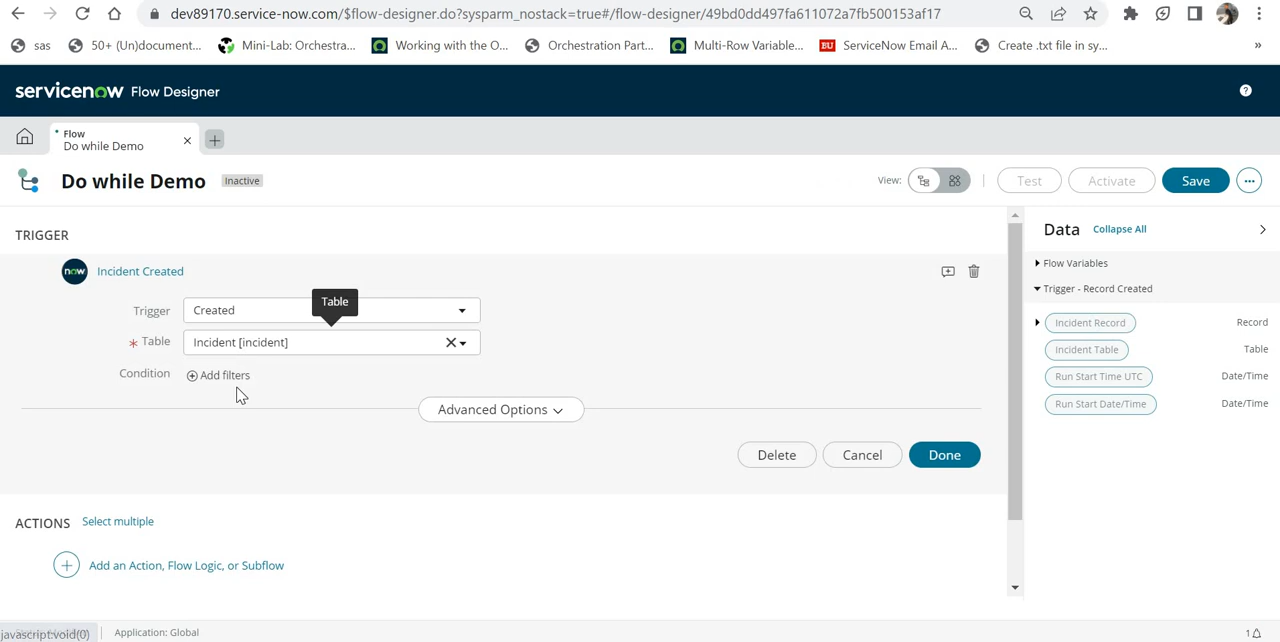 dev89170.service-now.com/$flow-designer.do?sysparm_nostack=true#/flow-designer/49bd0dd497fa611072a7fb500153af17
sas 50+ (Un)document... Mini-Lab: Orchestra... Working with the O... Orchestration Part... Multi-Row Variable... BU ServiceNow Email A... Create .txt file in sy... »
servicenow Flow Designer ?
* Flow
Do while Demo
Do while Demo Inactive View: Test Activate Save ...
TRIGGER Data Collapse All
now Incident Created Flow Variables
Trigger - Record Created
Table
Trigger Created
Incident Record Record
* Table Incident [incident]
Incident Table Table
Condition Add filters
Run Start Time UTC Date/Time
Run Start Date/Time Date/Time
Advanced Options
Delete Cancel Done
ACTIONS Select multiple
Add an Action, Flow Logic, or Subflow
javascript:void(0) Application: Global 1